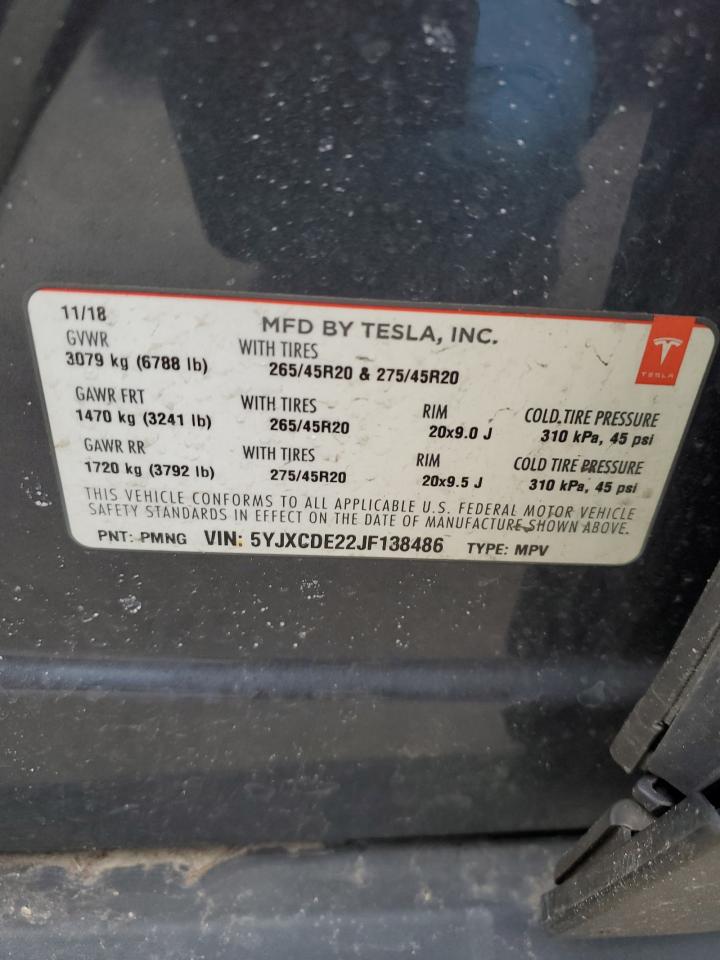 11/18
MFD BY TESLA, INC.
GVWR
3079 kg (6788 lb)
WITH TIRES
265/45R20 & 275/45R20
TESLA
GAWR FRT
1470 kg (3241 lb)
WITH TIRES
265/45R20
RIM
20x9.0 J
COLD TIRE PRESSURE
310 kPa, 45 psi
GAWR RR
1720 kg (3792 lb)
WITH TIRES
275/45R20
RIM
20x9.5 J
COLD TIRE PRESSURE
310 kPa, 45 psi
THIS VEHICLE CONFORMS TO ALL APPLICABLE U.S. FEDERAL MOTOR VEHICLE
SAFETY STANDARDS IN EFFECT ON THE DATE OF MANUFACTURE SHOWN ABOVE.
PNT: PMNG VIN: 5YJXCDE22JF138486 TYPE: MPV